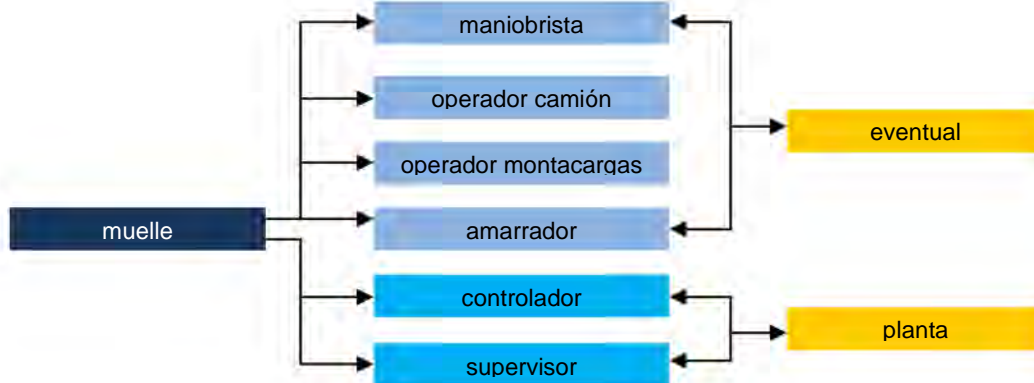 maniobrista
operador camión
eventual
operador montacargas
muelle
amarrador
controlador
planta
supervisor